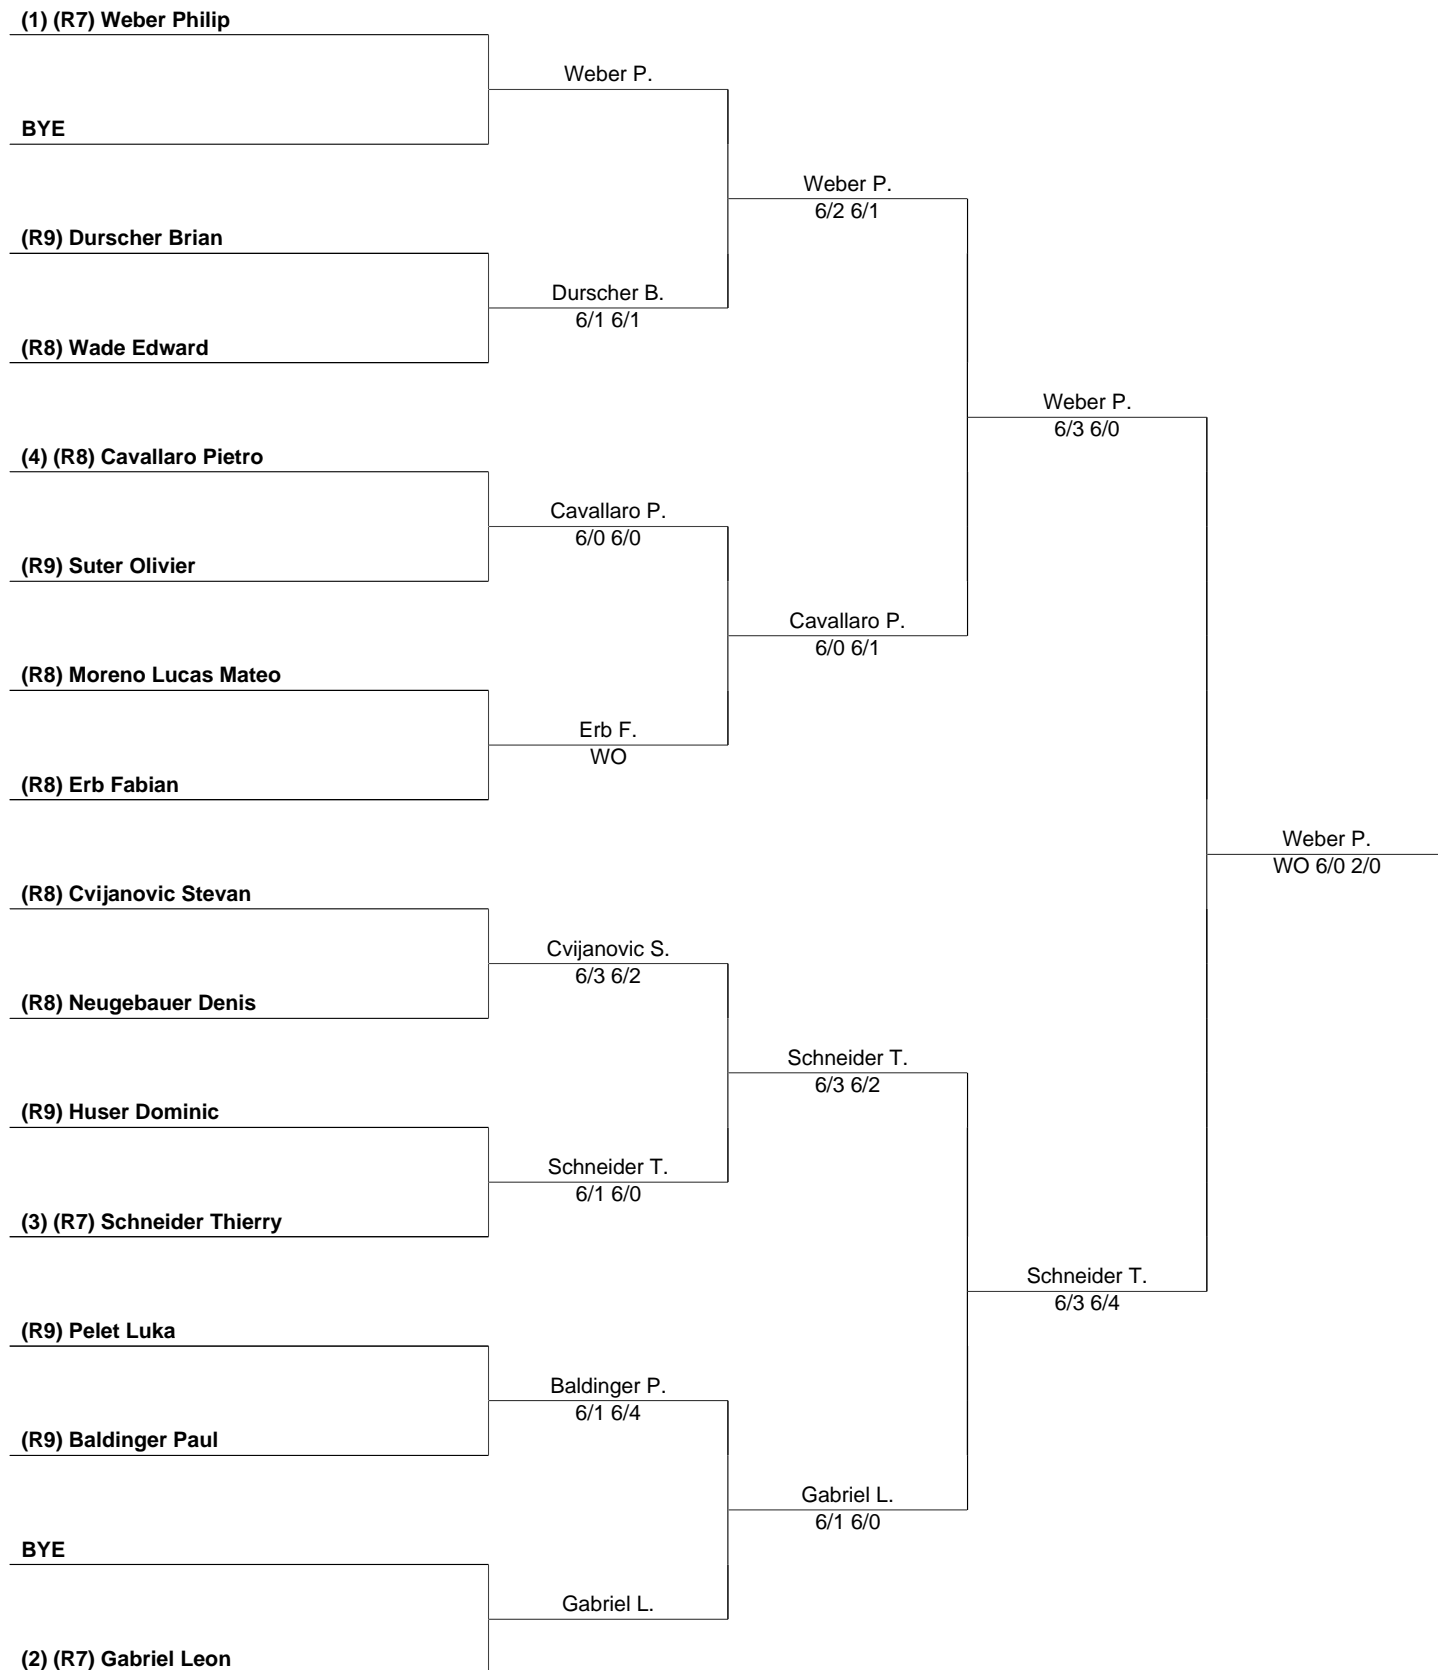 (1) (R7) Weber Philip
Weber P.
BYE
Weber P.
6/2 6/1
(R9) Durscher Brian
Durscher B.
6/1 6/1
(R8) Wade Edward
Weber P.
6/3 6/0
(4) (R8) Cavallaro Pietro
Cavallaro P.
6/0 6/0
(R9) Suter Olivier
Cavallaro P.
6/0 6/1
(R8) Moreno Lucas Mateo
Erb F.
WO
(R8) Erb Fabian
Weber P.
WO 6/0 2/0
(R8) Cvijanovic Stevan
Cvijanovic S.
6/3 6/2
(R8) Neugebauer Denis
Schneider T.
6/3 6/2
(R9) Huser Dominic
Schneider T.
6/1 6/0
(3) (R7) Schneider Thierry
Schneider T.
6/3 6/4
(R9) Pelet Luka
Baldinger P.
6/1 6/4
(R9) Baldinger Paul
Gabriel L.
6/1 6/0
BYE
Gabriel L.
(2) (R7) Gabriel Leon